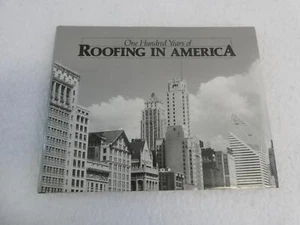 One Hundred Years of
ROOFING IN AMERICA